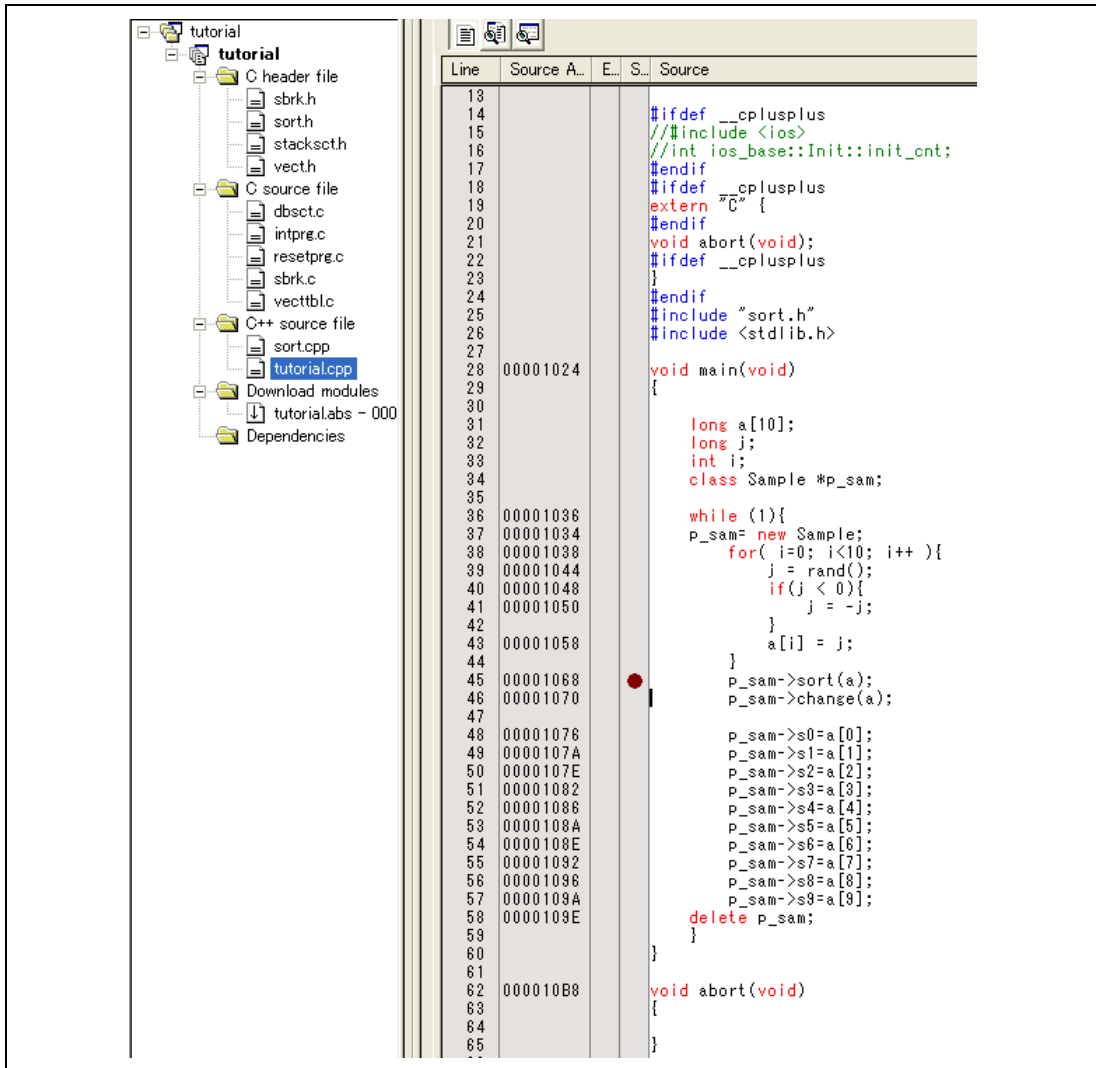 tutorial
tutorial
C header file
sbrk.h
sort.h
stacksct.h
vect.h
C source file
dbsct.c
intprg.c
resetprg.c
sbrk.c
vecttbl.c
C++ source file
sort.cpp
tutorial.cpp
Download modules
tutorial.abs - 000
Dependencies
Line Source A... E... S... Source
13
14 #ifdef __cplusplus
15 //#include <ios>
16 //int ios_base::Init::init_cnt;
17 #endif
18 #ifdef __cplusplus
19 extern "C" {
20 #endif
21 void abort(void);
22 #ifdef __cplusplus
23 }
24 #endif
25 #include "sort.h"
26 #include <stdlib.h>
27
28 00001024 void main(void)
29 {
30
31 long a[10];
32 long j;
33 int i;
34 class Sample *p_sam;
35
36 00001036 while (1){
37 00001034 p_sam= new Sample;
38 00001038 for( i=0; i<10; i++ ){
39 00001044 j = rand();
40 00001048 if(j < 0){
41 00001050 j = -j;
42 }
43 00001058 a[i] = j;
44 }
45 00001068 p_sam->sort(a);
46 00001070 p_sam->change(a);
47
48 00001076 p_sam->s0=a[0];
49 0000107A p_sam->s1=a[1];
50 0000107E p_sam->s2=a[2];
51 00001082 p_sam->s3=a[3];
52 00001086 p_sam->s4=a[4];
53 0000108A p_sam->s5=a[5];
54 0000108E p_sam->s6=a[6];
55 00001092 p_sam->s7=a[7];
56 00001096 p_sam->s8=a[8];
57 0000109A p_sam->s9=a[9];
58 0000109E delete p_sam;
59 }
60 }
61
62 000010B8 void abort(void)
63 {
64
65 }